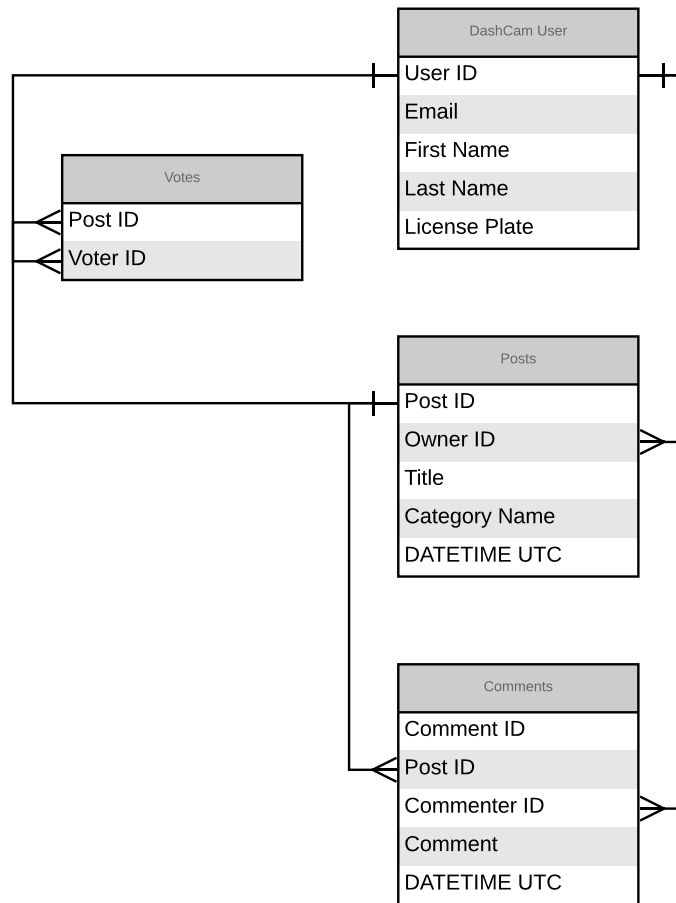 DashCam User
User ID
Email
First Name
Last Name
License Plate
Votes
Post ID
Voter ID
Posts
Post ID
Owner ID
Title
Category Name
DATETIME UTC
Comments
Comment ID
Post ID
Commenter ID
Comment
DATETIME UTC